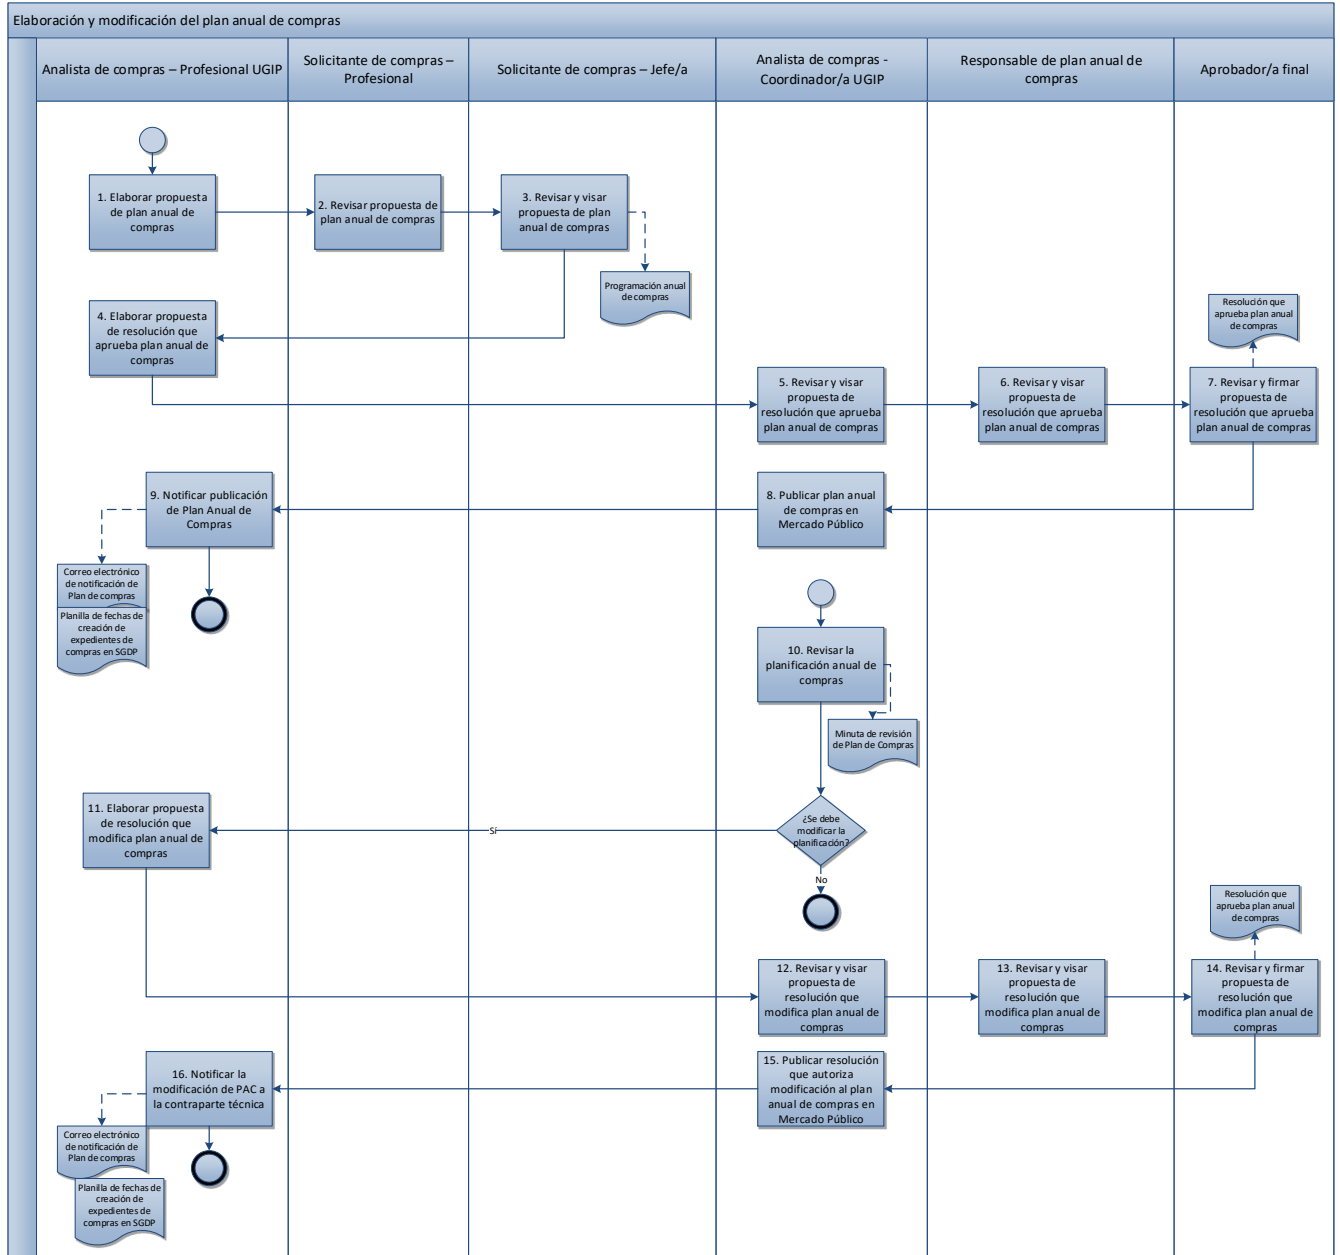 Elaboración y modificación del plan anual de compras
Analista de compras – Profesional UGIP
Solicitante de compras –
Profesional
Solicitante de compras – Jefe/a
Analista de compras -
Coordinador/a UGIP
Responsable de plan anual de
compras
Aprobador/a final
1. Elaborar propuesta
de plan anual de
compras
2. Revisar propuesta de
plan anual de compras
3. Revisar y visar
propuesta de plan
anual de compras
Programación anual
de compras
4. Elaborar propuesta
de resolución que
aprueba plan anual de
compras
Resolución que
aprueba plan anual
de compras
5. Revisar y visar
propuesta de
resolución que aprueba
plan anual de compras
6. Revisar y visar
propuesta de
resolución que aprueba
plan anual de compras
7. Revisar y firmar
propuesta de
resolución que aprueba
plan anual de compras
9. Notificar publicación
de Plan Anual de
Compras
8. Publicar plan anual
de compras en
Mercado Público
Correo electrónico
de notificación de
Plan de compras
Planilla de fechas de
creación de
expedientes de
compras en SGDP
10. Revisar la
planificación anual de
compras
Minuta de revisión
de Plan de Compras
11. Elaborar propuesta
de resolución que
modifica plan anual de
compras
Sí
¿Se debe
modificar la
planificación?
No
Resolución que
aprueba plan anual
de compras
12. Revisar y visar
propuesta de
resolución que
modifica plan anual de
compras
13. Revisar y visar
propuesta de
resolución que
modifica plan anual de
compras
14. Revisar y firmar
propuesta de
resolución que
modifica plan anual de
compras
16. Notificar la
modificación de PAC a
la contraparte técnica
15. Publicar resolución
que autoriza
modificación al plan
anual de compras en
Mercado Público
Correo electrónico
de notificación de
Plan de compras
Planilla de fechas de
creación de
expedientes de
compras en SGDP